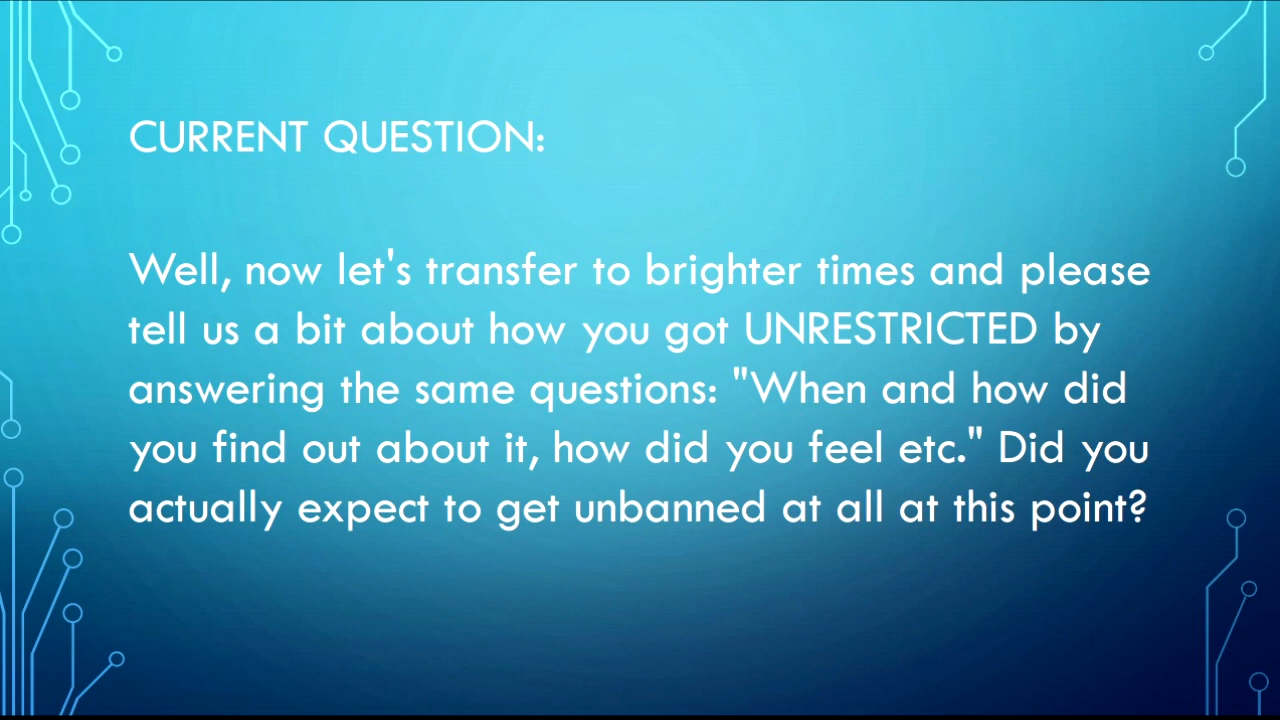 CURRENT QUESTION:
Well, now let's transfer to brighter times and please
tell us a bit about how you got UNRESTRICTED by
answering the same questions: "When and how did
you find out about it, how did you feel etc." Did you
actually expect to get unbanned at all at this point?